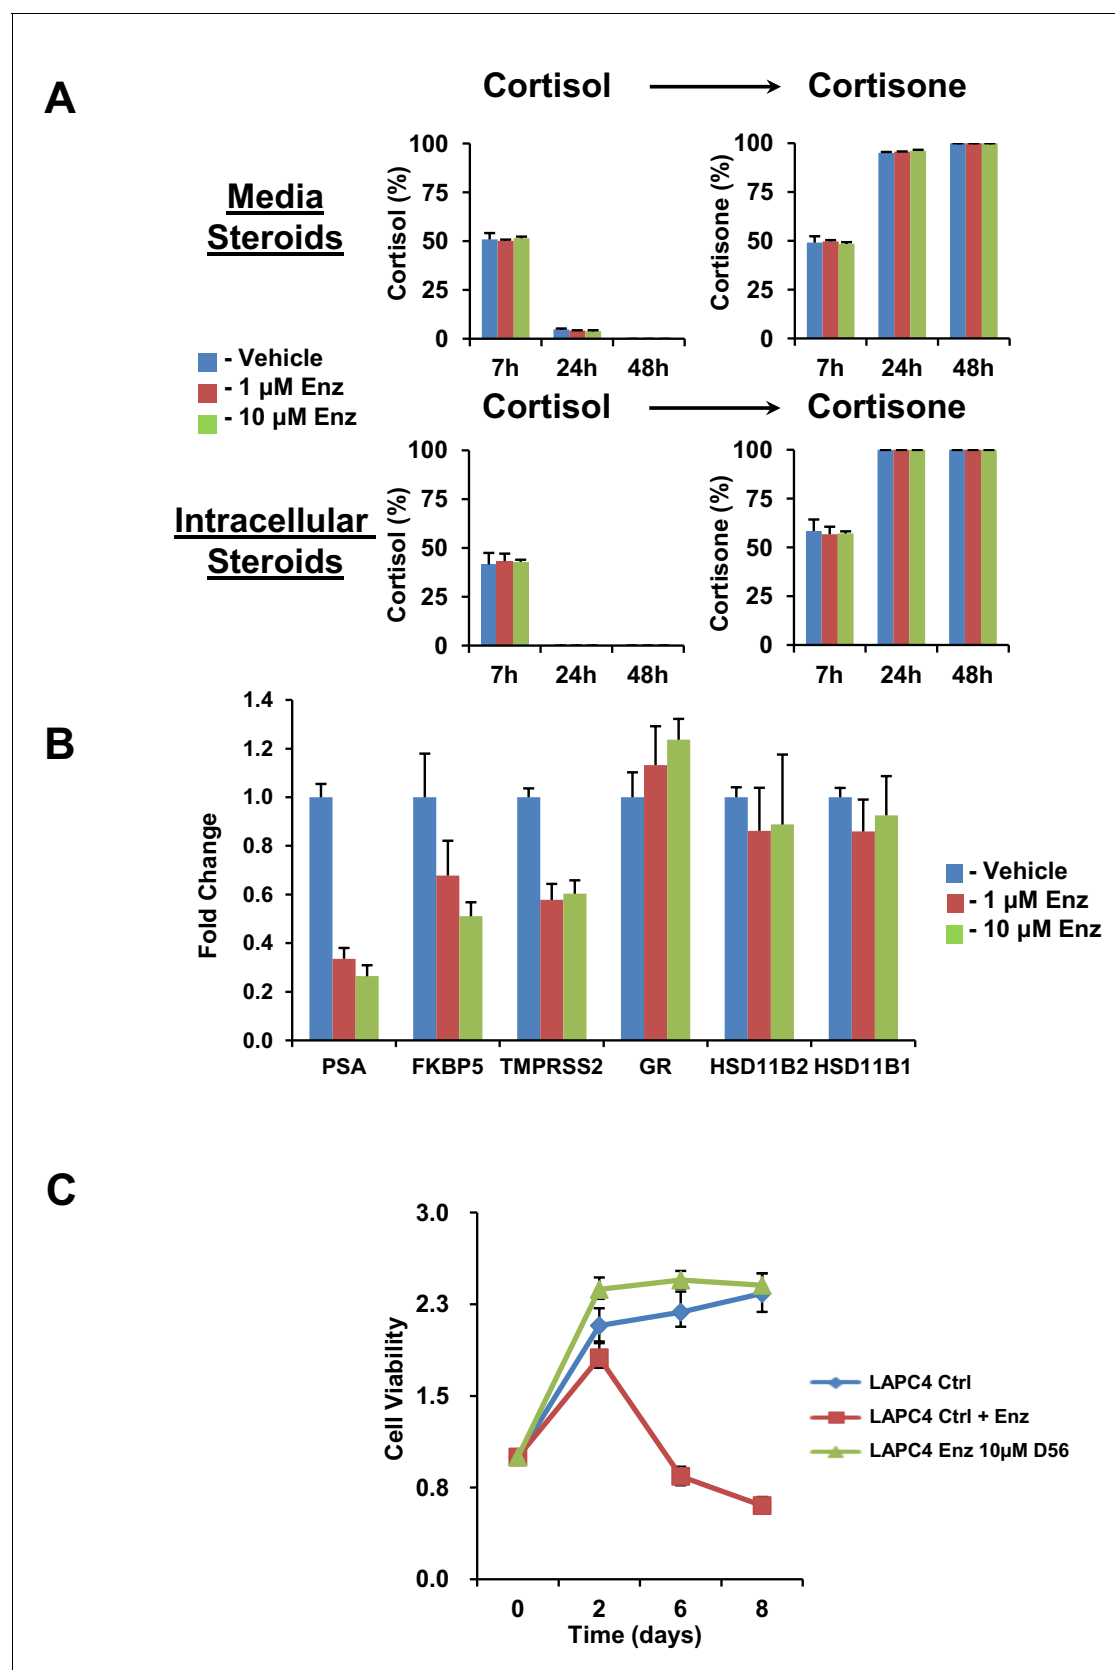 A
Cortisol
Cortisone
Media
Steroids
Cortisol (%)
100
75
50
25
0
7h 24h 48h
Cortisone (%)
100
75
50
25
0
7h 24h 48h
- Vehicle
- 1 µM Enz
- 10 µM Enz
Cortisol
Cortisone
Intracellular
Steroids
Cortisol (%)
100
75
50
25
0
7h 24h 48h
Cortisone (%)
100
75
50
25
0
7h 24h 48h
B
Fold Change
1.4
1.2
1.0
0.8
0.6
0.4
0.2
0.0
PSA FKBP5 TMPRSS2 GR HSD11B2 HSD11B1
- Vehicle
- 1 µM Enz
- 10 µM Enz
C
Cell Viability
3.0
2.3
1.5
0.8
0.0
0 2 6 8
Time (days)
LAPC4 Ctrl
LAPC4 Ctrl + Enz
LAPC4 Enz 10µM D56